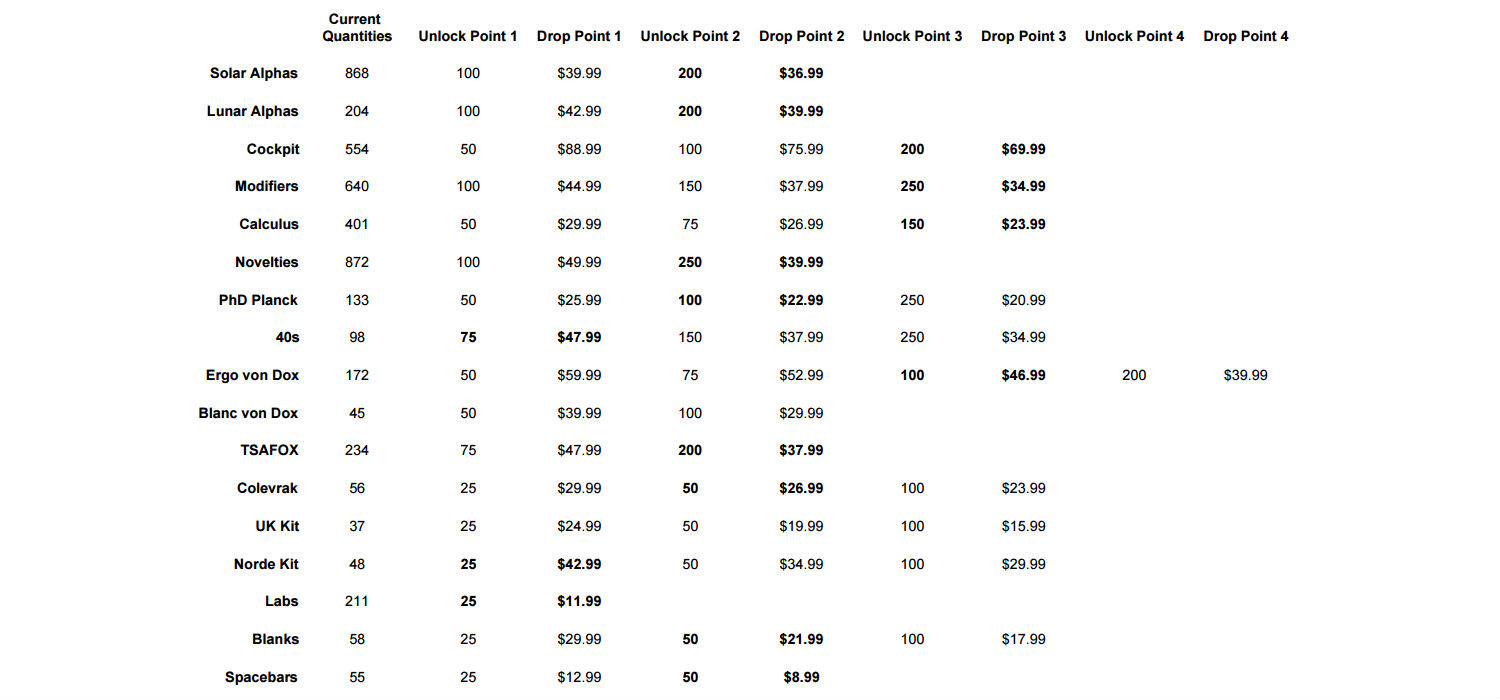 Current
Quantities Unlock Point 1 Drop Point 1 Unlock Point 2 Drop Point 2 Unlock Point 3 Drop Point 3 Unlock Point 4 Drop Point 4
Solar Alphas 868 100 $39.99 200 $36.99
Lunar Alphas 204 100 $42.99 200 $39.99
Cockpit 554 50 $88.99 100 $75.99 200 $69.99
Modifiers 640 100 $44.99 150 $37.99 250 $34.99
Calculus 401 50 $29.99 75 $26.99 150 $23.99
Novelties 872 100 $49.99 250 $39.99
PhD Planck 133 50 $25.99 100 $22.99 250 $20.99
40s 98 75 $47.99 150 $37.99 250 $34.99
Ergo von Dox 172 50 $59.99 75 $52.99 100 $46.99 200 $39.99
Blanc von Dox 45 50 $39.99 100 $29.99
TSAFOX 234 75 $47.99 200 $37.99
Colevrak 56 25 $29.99 50 $26.99 100 $23.99
UK Kit 37 25 $24.99 50 $19.99 100 $15.99
Norde Kit 48 25 $42.99 50 $34.99 100 $29.99
Labs 211 25 $11.99
Blanks 58 25 $29.99 50 $21.99 100 $17.99
Spacebars 55 25 $12.99 50 $8.99